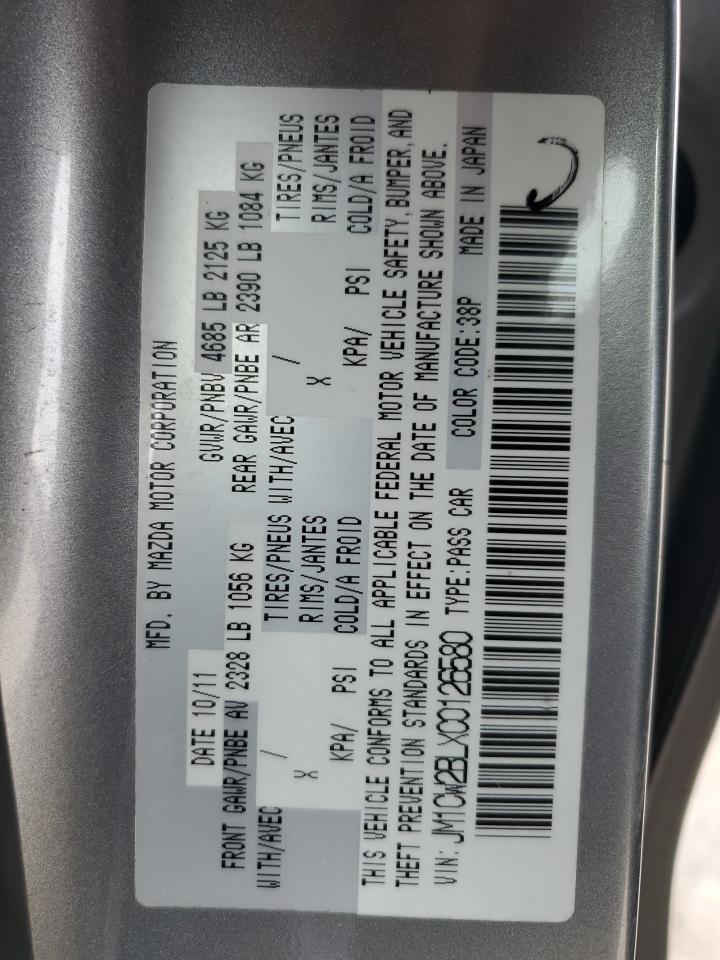 MFD. BY MAZDA MOTOR CORPORATION
DATE 10/11 GVWR/PNBV 4685 LB 2125 KG
FRONT GAWR/PNBE AV 2328 LB 1056 KG REAR GAWR/PNBE AR 2390 LB 1084 KG
WITH/AVEC / TIRES/PNEUS WITH/AVEC / TIRES/PNEUS
X RIMS/JANTES X RIMS/JANTES
KPA/ PSI COLD/A FROID KPA/ PSI COLD/A FROID
THIS VEHICLE CONFORMS TO ALL APPLICABLE FEDERAL MOTOR VEHICLE SAFETY, BUMPER, AND
THEFT PREVENTION STANDARDS IN EFFECT ON THE DATE OF MANUFACTURE SHOWN ABOVE.
VIN: JM1CW2BLXC0126580 TYPE:PASS CAR COLOR CODE:38P MADE IN JAPAN